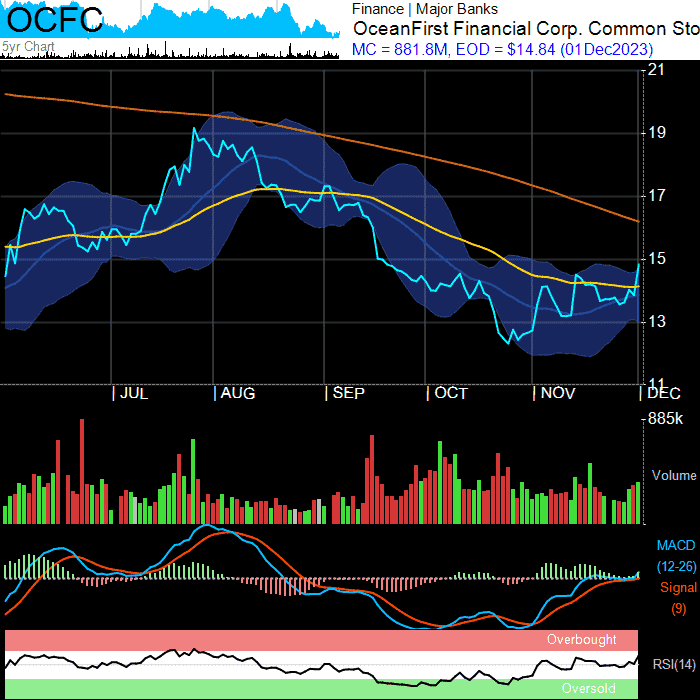 OCFC
5yr Chart
Finance | Major Banks
OceanFirst Financial Corp. Common Sto
MC = 881.8M, EOD = $14.84 (01Dec2023)
21
19
17
15
13
11
| JUL | AUG | SEP | OCT | NOV | DEC
885k
Volume
MACD
(12-26)
Signal
(9)
Overbought
RSI(14)
Oversold